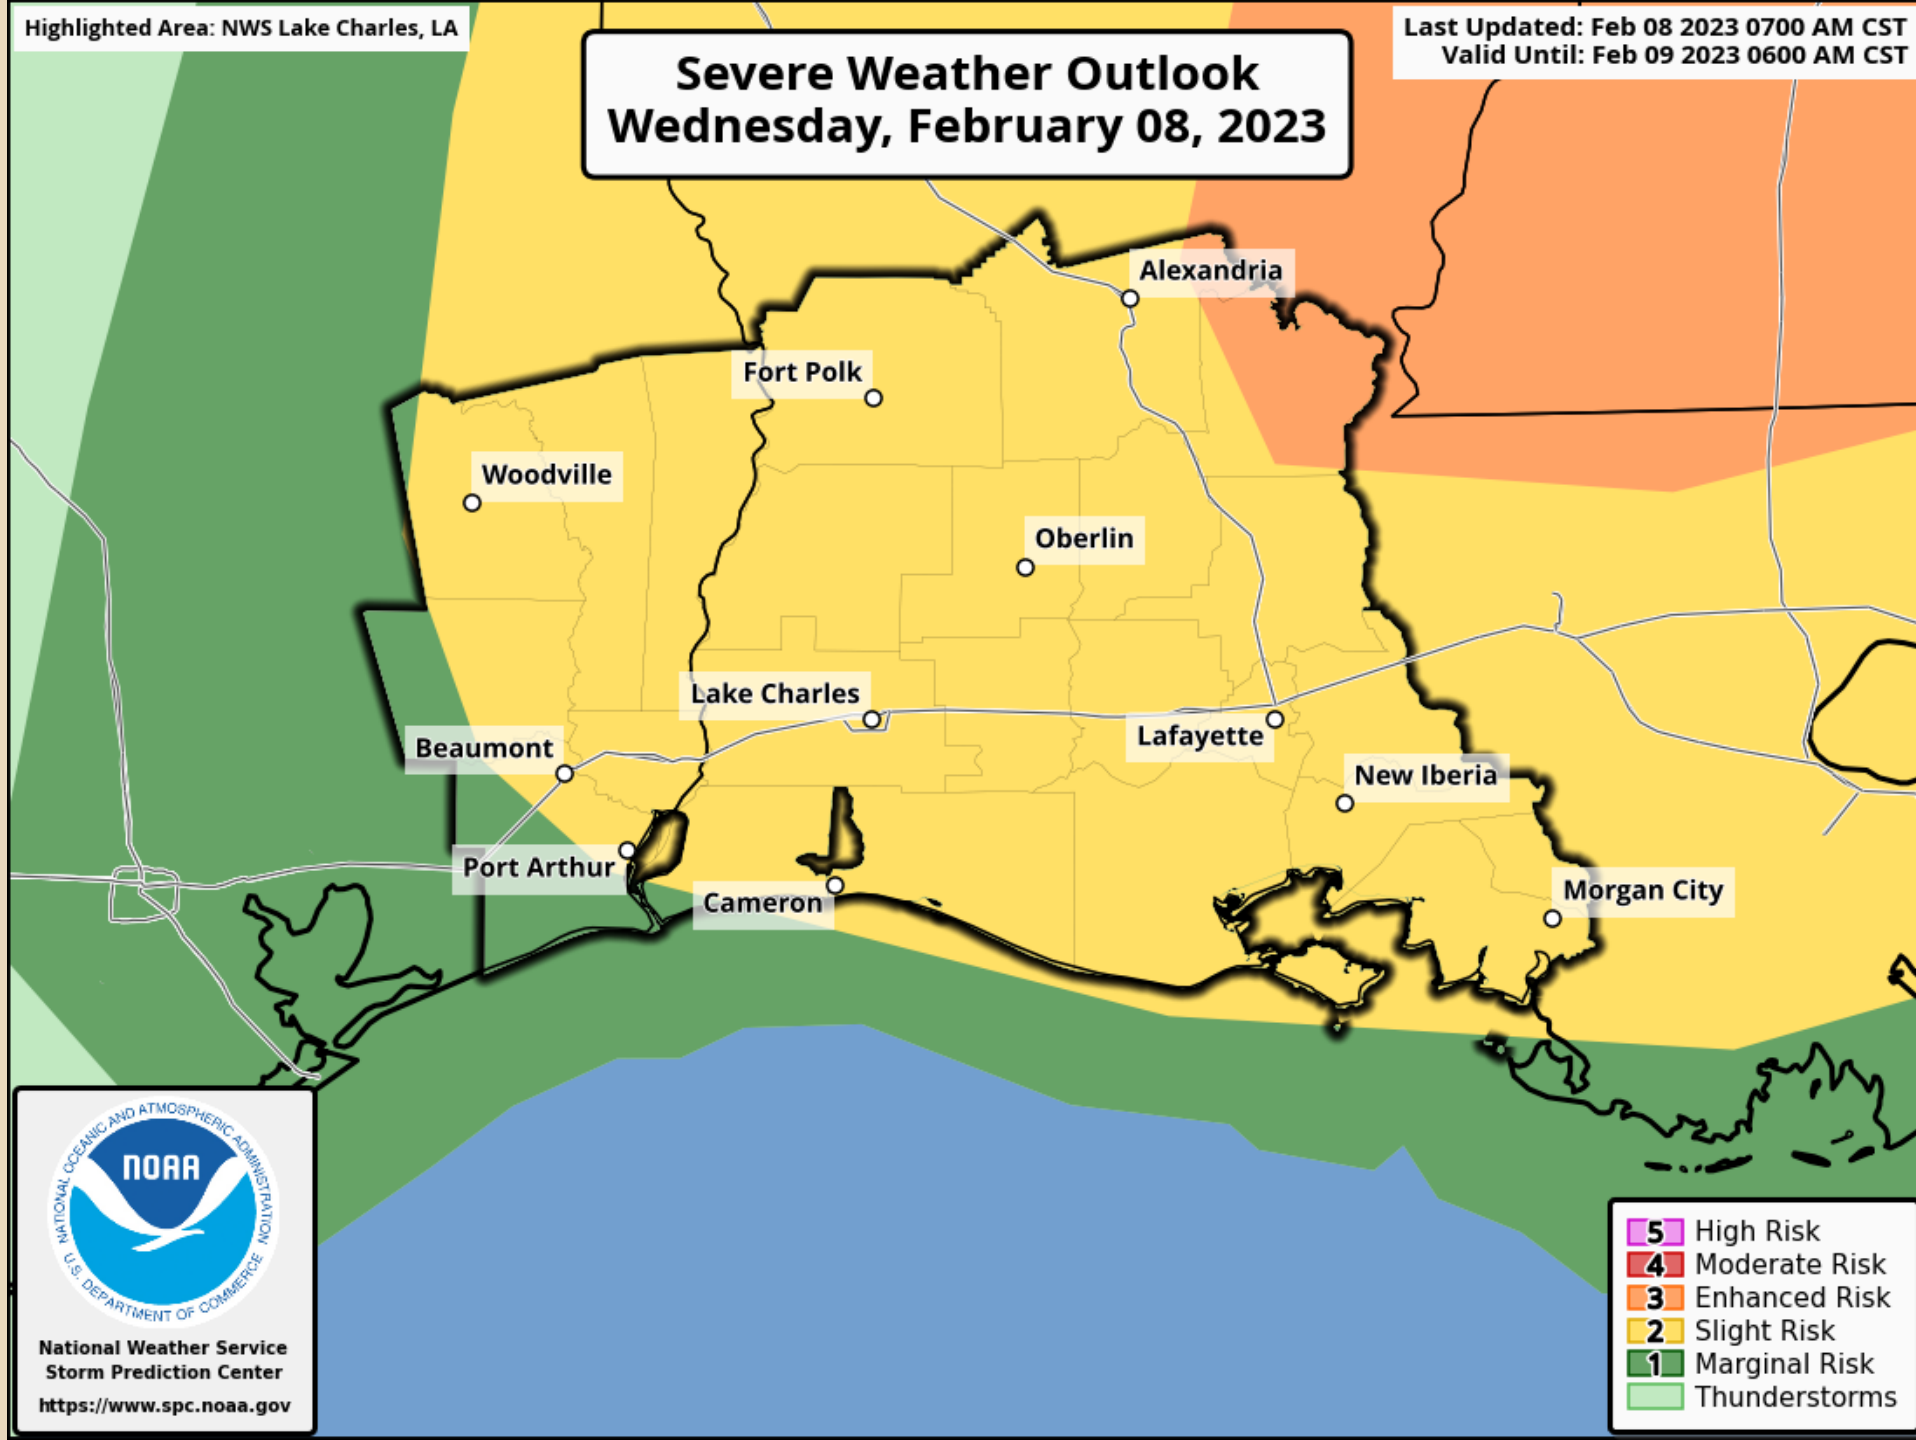 Highlighted Area: NWS Lake Charles, LA
Severe Weather Outlook
Wednesday, February 08, 2023
Last Updated: Feb 08 2023 0700 AM CST
Valid Until: Feb 09 2023 0600 AM CST
Alexandria
Fort Polk
Woodville
Oberlin
Lake Charles
Lafayette
Beaumont
New Iberia
Port Arthur
Cameron
Morgan City
NATIONAL OCEANIC AND ATMOSPHERIC ADMINISTRATION
NOAA
U.S. DEPARTMENT OF COMMERCE
National Weather Service
Storm Prediction Center
https://www.spc.noaa.gov
5 High Risk
4 Moderate Risk
3 Enhanced Risk
2 Slight Risk
1 Marginal Risk
Thunderstorms